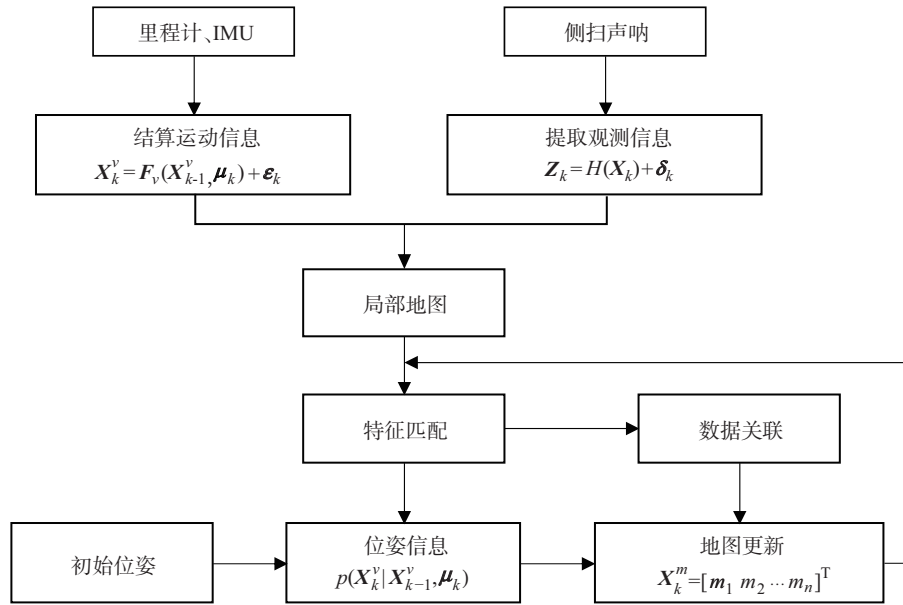 里程计、IMU
侧扫声呐
结算运动信息
X_k^v=F_v(X_{k-1}^v,μ_k)+ε_k
提取观测信息
Z_k=H(X_k)+δ_k
局部地图
特征匹配
数据关联
初始位姿
位姿信息
p(X_k^v|X_{k-1}^v,μ_k)
地图更新
X_k^m=[m_1 m_2 ⋯ m_n]^T